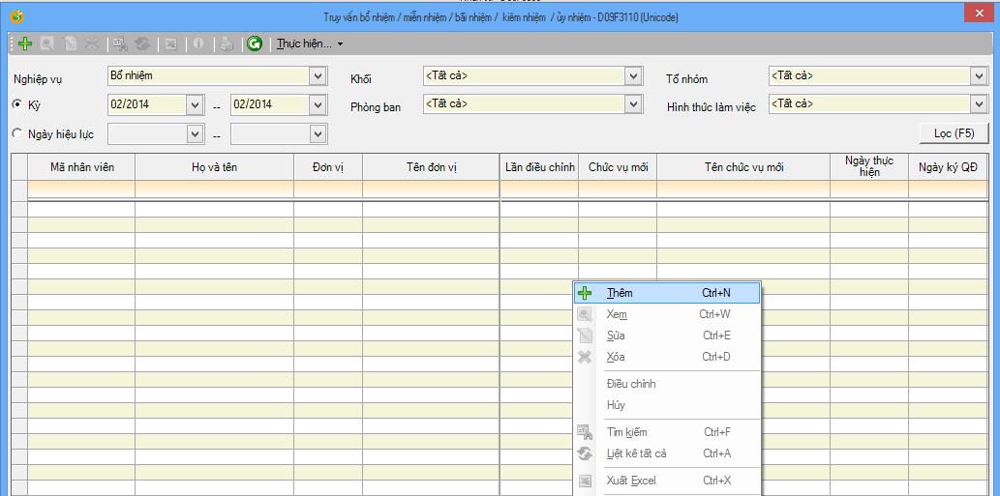 Truy vấn bổ nhiệm / miễn nhiệm / bãi nhiệm / kiêm nhiệm / ủy nhiệm - D09F3110 (Unicode)
Thực hiện...
Nghiệp vụ Bổ nhiệm Khối <Tất cả> Tổ nhóm <Tất cả>
Kỳ 02/2014 -- 02/2014 Phòng ban <Tất cả> Hình thức làm việc <Tất cả>
Ngày hiệu lực --
Lọc (F5)
Mã nhân viên Họ và tên Đơn vị Tên đơn vị Lần điều chỉnh Chức vụ mới Tên chức vụ mới Ngày thực hiện Ngày ký QĐ
Thêm Ctrl+N
Xem Ctrl+W
Sửa Ctrl+E
Xóa Ctrl+D
Điều chỉnh
Hủy
Tìm kiếm Ctrl+F
Liệt kê tất cả Ctrl+A
Xuất Excel Ctrl+X